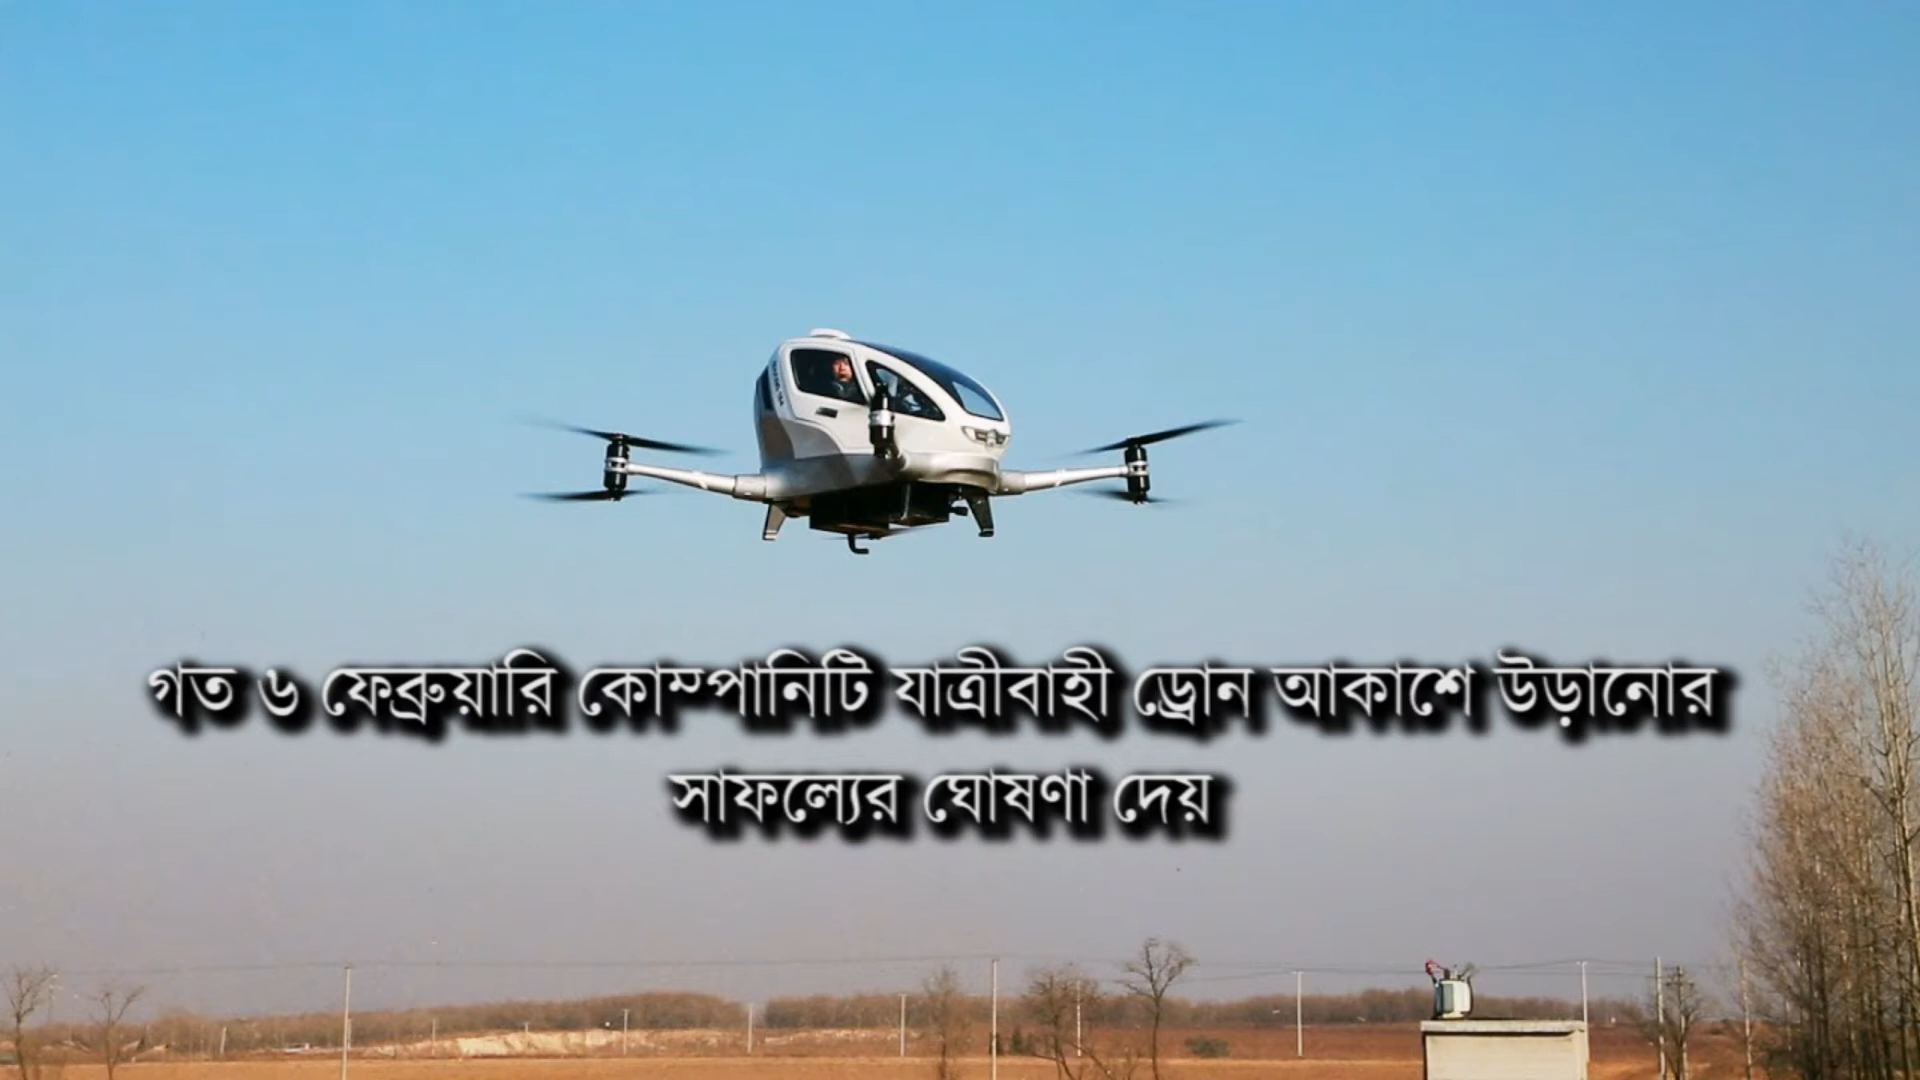 গত ৬ ফেব্রুয়ারি কোম্পানিটি যাত্রীবাহী ড্রোন আকাশে উড়ানোর
সাফল্যের ঘোষণা দেয়